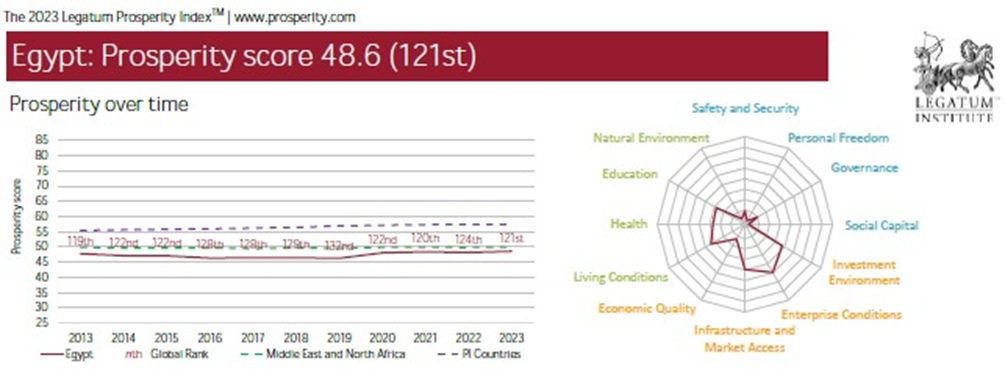 The 2023 Legatum Prosperity Index™ | www.prosperity.com
Egypt: Prosperity score 48.6 (121st)
LEGATUM
INSTITUTE
Prosperity over time
Prosperity score
85
80
75
70
65
60
55
50
45
40
35
30
25
119th 122nd 122nd 128th 128th 129th 132nd 122nd 120th 124th 121st
2013 2014 2015 2016 2017 2018 2019 2020 2021 2022 2023
Egypt nth Global Rank Middle East and North Africa PI Countries
Safety and Security
Personal Freedom
Governance
Social Capital
Investment
Environment
Enterprise Conditions
Infrastructure and
Market Access
Economic Quality
Living Conditions
Health
Education
Natural Environment